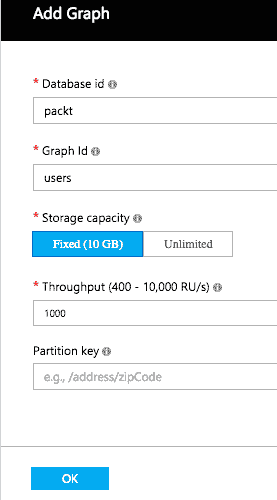 Add Graph
* Database id
packt
* Graph Id
users
* Storage capacity
Fixed (10 GB) Unlimited
* Throughput (400 - 10,000 RU/s)
1000
Partition key
e.g., /address/zipCode
OK